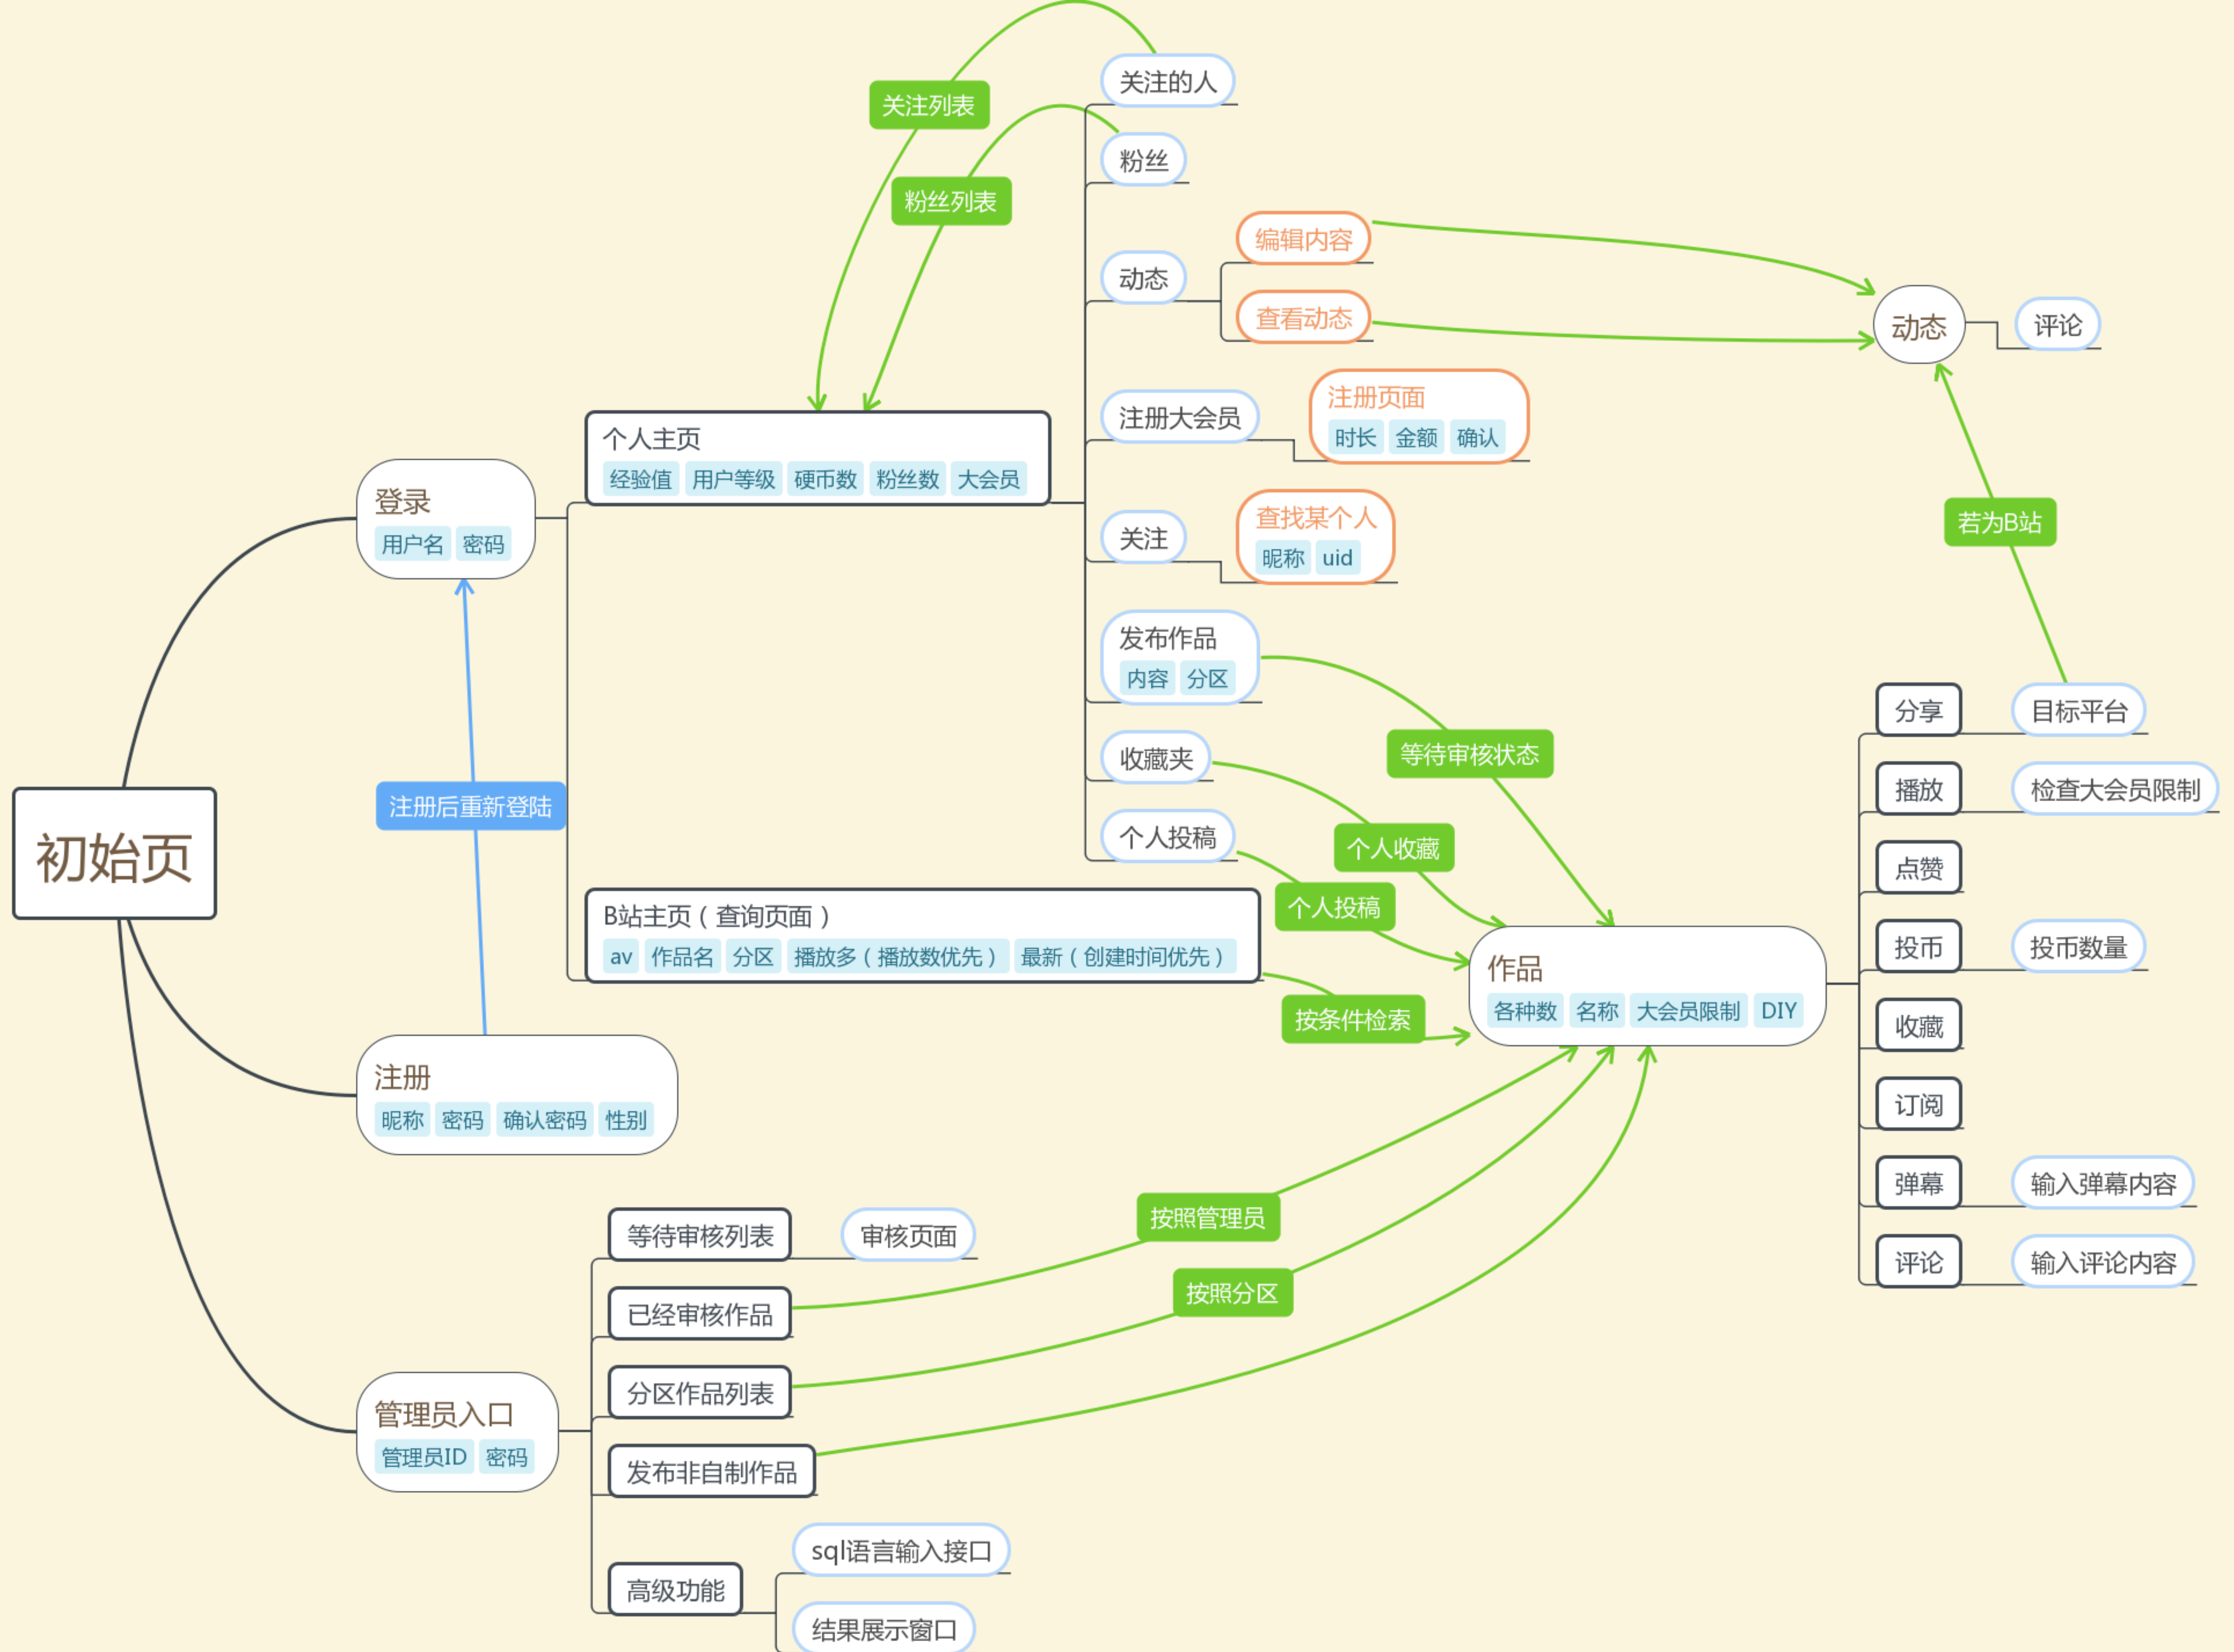 初始页
登录
用户名 密码
注册后重新登陆
注册
昵称 密码 确认密码 性别
管理员入口
管理员ID 密码
关注列表
粉丝列表
个人主页
经验值 用户等级 硬币数 粉丝数 大会员
关注的人
粉丝
动态
编辑内容
查看动态
注册大会员
注册页面
时长 金额 确认
关注
查找某个人
昵称 uid
发布作品
内容 分区
收藏夹
个人投稿
B站主页（查询页面）
av 作品名 分区 播放多（播放数优先） 最新（创建时间优先）
等待审核状态
个人收藏
个人投稿
按条件检索
动态
评论
若为B站
作品
各种数 名称 大会员限制 DIY
分享
目标平台
播放
检查大会员限制
点赞
投币
投币数量
收藏
订阅
弹幕
输入弹幕内容
评论
输入评论内容
等待审核列表
审核页面
已经审核作品
按照管理员
分区作品列表
按照分区
发布非自制作品
高级功能
sql语言输入接口
结果展示窗口